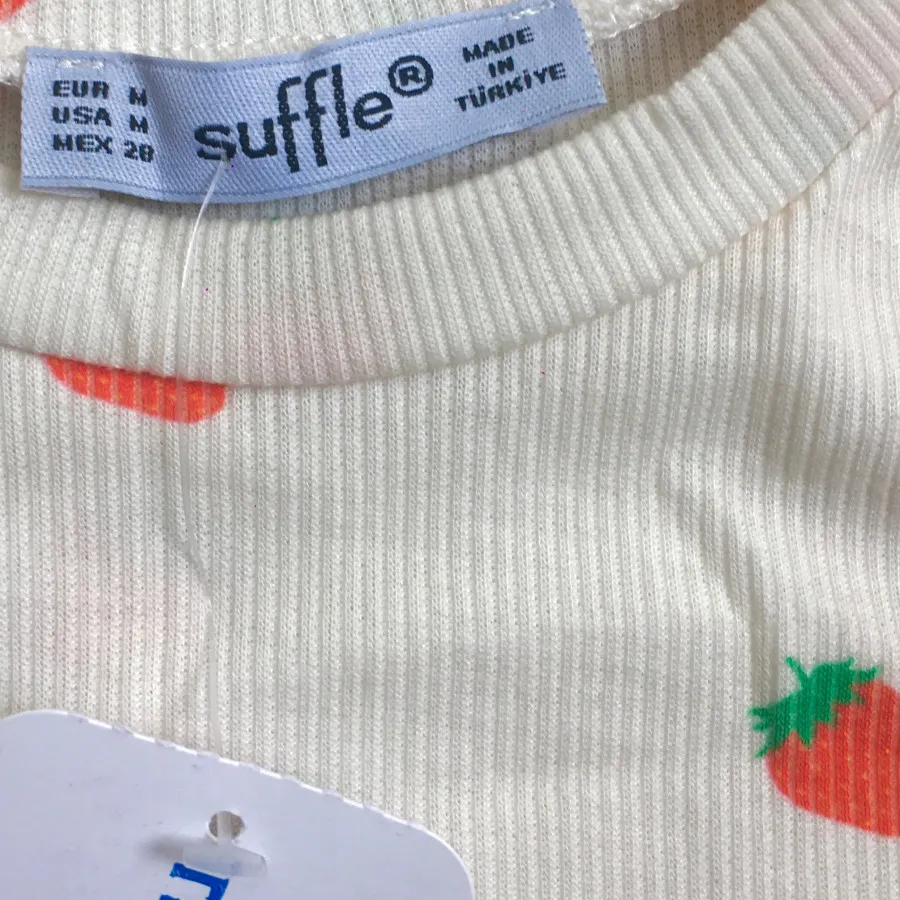 EUR M
USA M
MEX 28
suffle®
MADE
IN
TÜRKİYE